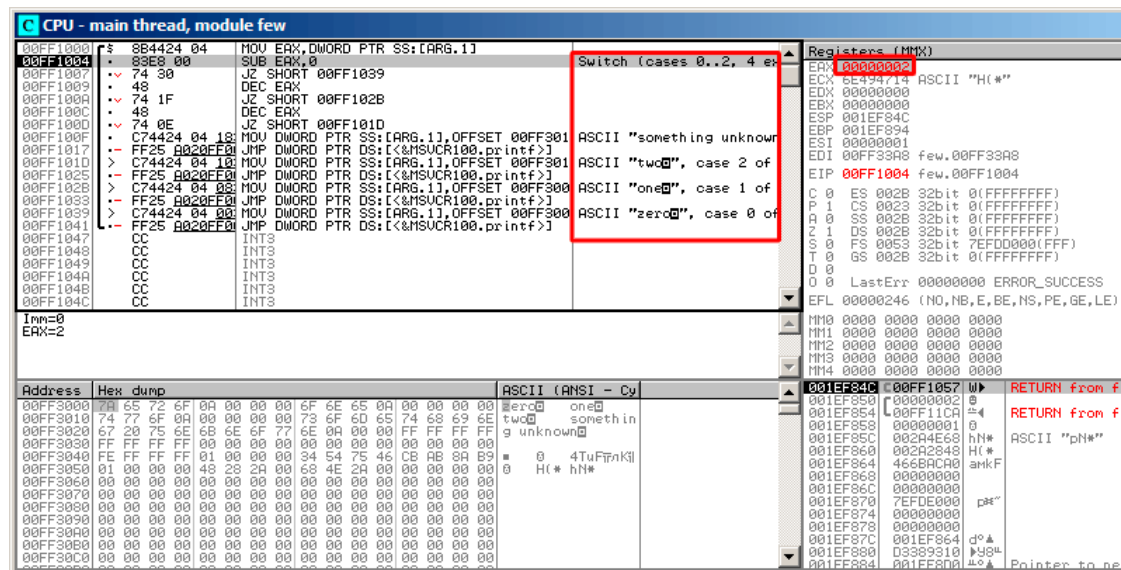 CPU - main thread, module few
00FF1000 $ 8B4424 04 MOV EAX,DWORD PTR SS:[ARG.1]
00FF1004 · 83E8 00 SUB EAX,0 Switch (cases 0..2, 4 ex
00FF1007 · 74 30 JZ SHORT 00FF1039
00FF1009 · 48 DEC EAX
00FF100A · 74 1F JZ SHORT 00FF102B
00FF100C · 48 DEC EAX
00FF100D · 74 0E JZ SHORT 00FF101D
00FF100F · C74424 04 18: MOV DWORD PTR SS:[ARG.1],OFFSET 00FF301 ASCII "something unknown
00FF1017 ·- FF25 A020FF00 JMP DWORD PTR DS:[<&MSVCR100.printf>]
00FF101D > C74424 04 10: MOV DWORD PTR SS:[ARG.1],OFFSET 00FF301 ASCII "two◙", case 2 of
00FF1025 ·- FF25 A020FF00 JMP DWORD PTR DS:[<&MSVCR100.printf>]
00FF102B > C74424 04 08: MOV DWORD PTR SS:[ARG.1],OFFSET 00FF300 ASCII "one◙", case 1 of
00FF1033 ·- FF25 A020FF00 JMP DWORD PTR DS:[<&MSVCR100.printf>]
00FF1039 > C74424 04 00: MOV DWORD PTR SS:[ARG.1],OFFSET 00FF300 ASCII "zero◙", case 0 of
00FF1041 ·- FF25 A020FF00 JMP DWORD PTR DS:[<&MSVCR100.printf>]
00FF1047 CC INT3
00FF1048 CC INT3
00FF1049 CC INT3
00FF104A CC INT3
00FF104B CC INT3
00FF104C CC INT3
Imm=0
EAX=2
Registers (MMX)
EAX 00000002
ECX 6E494714 ASCII "H(*"
EDX 00000000
EBX 00000000
ESP 001EF84C
EBP 001EF894
ESI 00000001
EDI 00FF33A8 few.00FF33A8
EIP 00FF1004 few.00FF1004
C 0 ES 002B 32bit 0(FFFFFFFF)
P 1 CS 0023 32bit 0(FFFFFFFF)
A 0 SS 002B 32bit 0(FFFFFFFF)
Z 1 DS 002B 32bit 0(FFFFFFFF)
S 0 FS 0053 32bit 7EFDD000(FFF)
T 0 GS 002B 32bit 0(FFFFFFFF)
D 0
O 0 LastErr 00000000 ERROR_SUCCESS
EFL 00000246 (NO,NB,E,BE,NS,PE,GE,LE)
MM0 0000 0000 0000 0000
MM1 0000 0000 0000 0000
MM2 0000 0000 0000 0000
MM3 0000 0000 0000 0000
MM4 0000 0000 0000 0000
Address Hex dump ASCII (ANSI - Cy
00FF3000 7A 65 72 6F 0A 00 00 00 6F 6E 65 0A 00 00 00 00 zero◙ one◙
00FF3010 74 77 6F 0A 00 00 00 00 73 6F 6D 65 74 68 69 6E two◙ somethin
00FF3020 67 20 75 6E 6B 6E 6F 77 6E 0A 00 00 FF FF FF FF g unknown◙
00FF3030 FF FF FF FF 00 00 00 00 00 00 00 00 00 00 00 00
00FF3040 FE FF FF FF 01 00 00 00 34 54 75 46 CB AB 8A B9
00FF3050 01 00 00 00 48 28 2A 00 68 4E 2A 00 00 00 00 00 H(* hN*
00FF3060 00 00 00 00 00 00 00 00 00 00 00 00 00 00 00 00
00FF3070 00 00 00 00 00 00 00 00 00 00 00 00 00 00 00 00
00FF3080 00 00 00 00 00 00 00 00 00 00 00 00 00 00 00 00
00FF3090 00 00 00 00 00 00 00 00 00 00 00 00 00 00 00 00
00FF30A0 00 00 00 00 00 00 00 00 00 00 00 00 00 00 00 00
00FF30B0 00 00 00 00 00 00 00 00 00 00 00 00 00 00 00 00
00FF30C0 00 00 00 00 00 00 00 00 00 00 00 00 00 00 00 00
001EF84C 00FF1057 W► RETURN from f
001EF850 00000002
001EF854 00FF11CA RETURN from f
001EF858 00000001
001EF85C 002A4E68 hN* ASCII "pN*"
001EF860 002A2848 H(*
001EF864 466BACA0
001EF868 00000000
001EF86C 00000000
001EF870 7EFDE000
001EF874 00000000
001EF878 00000000
001EF87C 001EF864
001EF880 D3389310
001EF884 001EF8D0 Pointer to ne